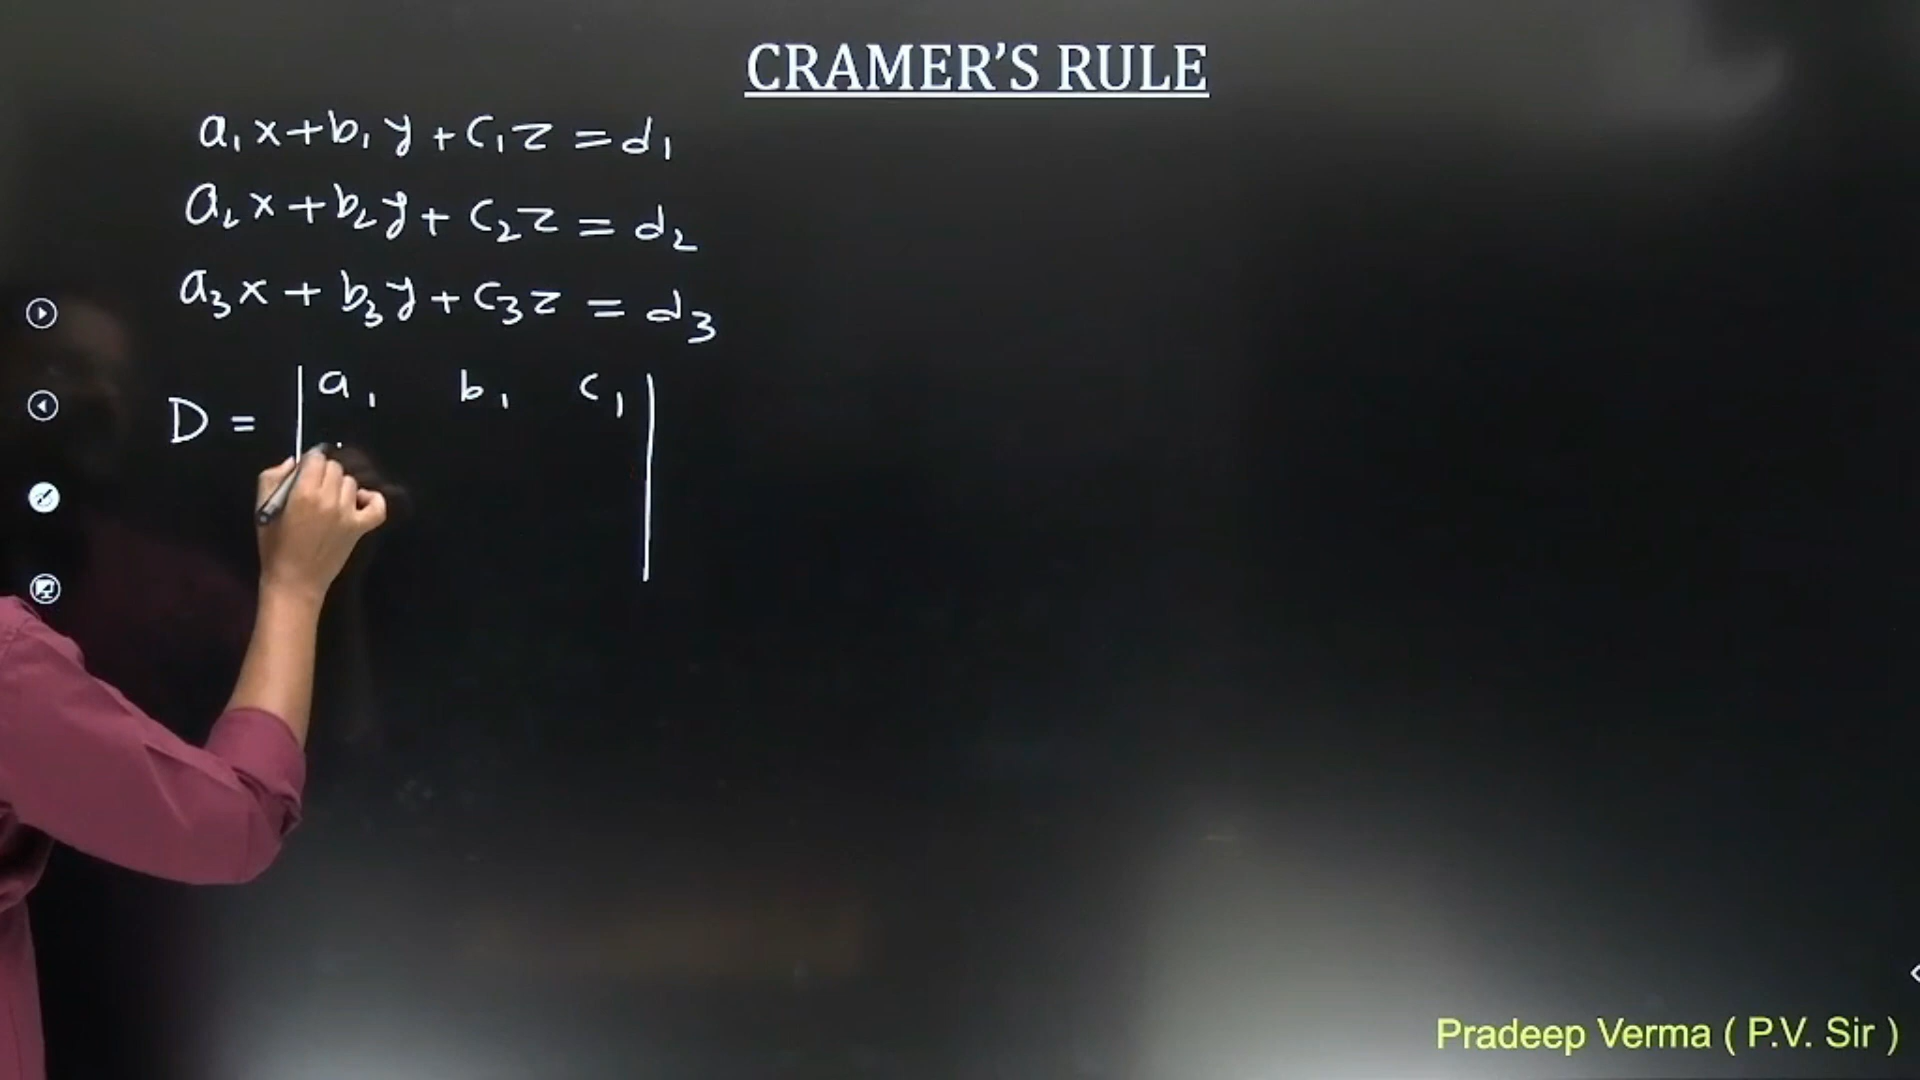 CRAMER'S RULE
a₁x+b₁y+c₁z=d₁
a₂x+b₂y+c₂z=d₂
a₃x+b₃y+c₃z=d₃
D = | a₁ b₁ c₁ |
Pradeep Verma ( P.V. Sir )